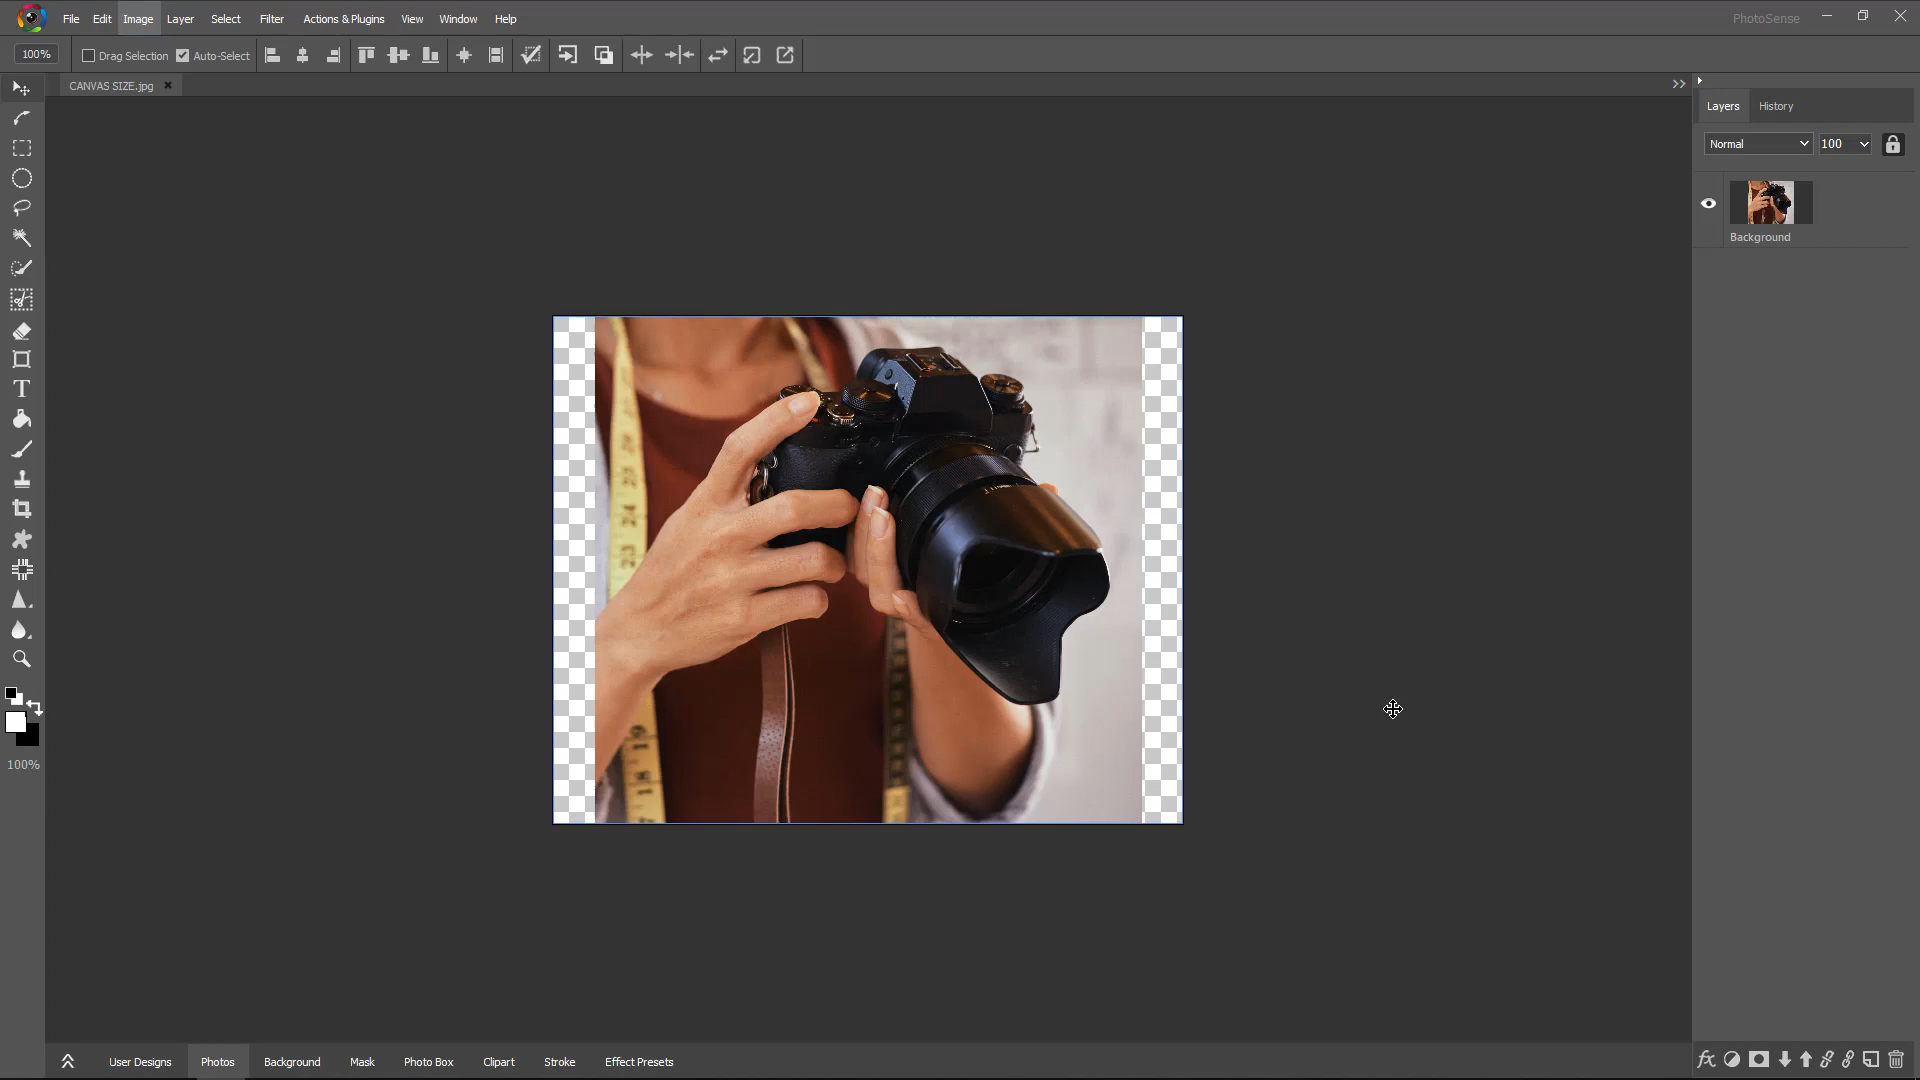 File Edit Image Layer Select Filter Actions & Plugins View Window Help PhotoSense
100% Drag Selection Auto-Select
CANVAS SIZE.jpg
Layers History
Normal 100
Background
100%
User Designs Photos Background Mask Photo Box Clipart Stroke Effect Presets